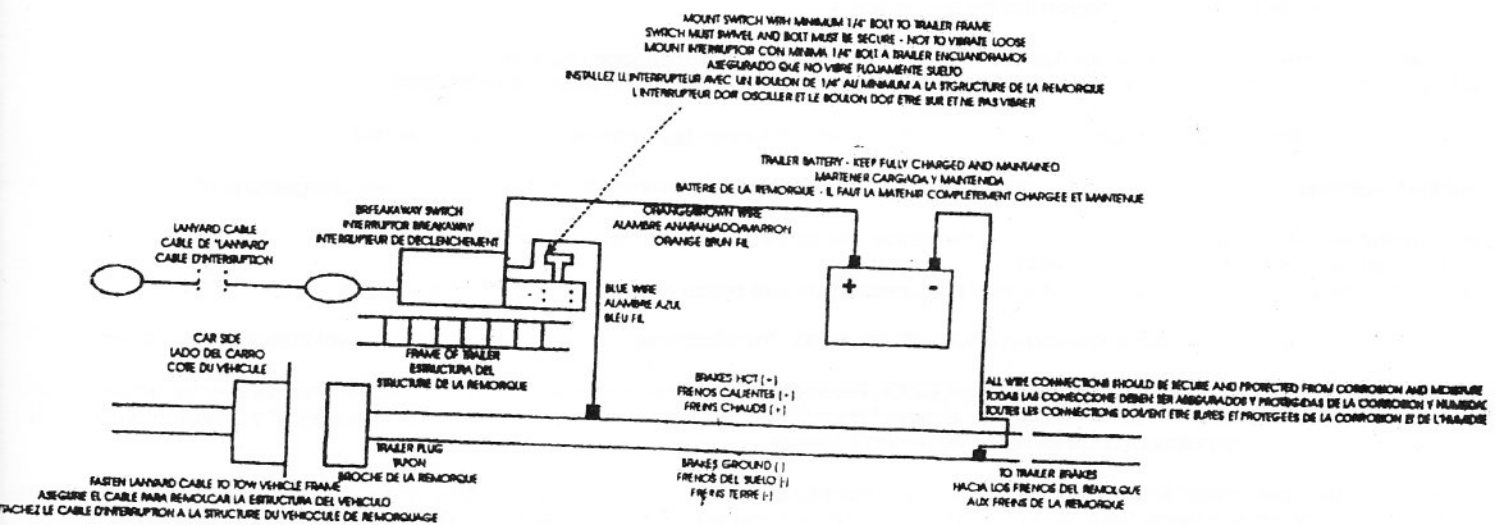 MOUNT SWITCH WITH MINIMUM 1/4" BOLT TO TRAILER FRAME
SWITCH MUST SWIVEL AND BOLT MUST BE SECURE - NOT TO VIBRATE LOOSE
MOUNT INTERRUPTOR CON MINIMA 1/4" BOLT A TRAILER ENCUANDRAMOS
ASEGURADO QUE NO VIBRE FLOJAMENTE SUELTO
INSTALLEZ LL INTERRUPTEUR AVEC UN BOULON DE 1/4" AU MINIMUM A LA STGRUCTURE DE LA REMORQUE
L INTERRUPTEUR DOIT OSCILLER ET LE BOULON DOIT ETRE SUR ET NE PAS VIBRER
TRAILER BATTERY - KEEP FULLY CHARGED AND MAINTAINED
MARTENER CARGADA Y MAINTENIDA
BATTERIE DE LA REMORQUE - IL FAUT LA MATENIR COMPLETEMENT CHARGEE ET MAINTENUE
BREAKAWAY SWITCH
INTERRUPTOR BREAKAWAY
INTERRUPTEUR DE DECLENCHEMENT
ORANGE/BROWN WIRE
ALAMBRE ANARANJADO/MARRON
ORANGE BRUN FIL
LANYARD CABLE
CABLE DE "LANYARD"
CABLE D'INTERRUPTION
BLUE WIRE
ALAMBRE AZUL
BLEU FIL
+ -
CAR SIDE
LADO DEL CARRO
COTE DU VEHICULE
FRAME OF TRAILER
ESTRUCTURA DEL
STRUCTURE DE LA REMORQUE
BRAKES HOT (+)
FRENOS CALIENTES (+)
FREINS CHAUDS (+)
ALL WIRE CONNECTIONS SHOULD BE SECURE AND PROTECTED FROM CORROSION AND MOISTURE
TODAS LAS CONECCIONE DEBEN SER ASEGURADOS Y PROTEGIDAS DE LA CORROSION Y HUMEDAD
TOUTES LES CONNECTIONS DOIVENT ETRE SURES ET PROTEGEES DE LA CORROSION ET DE L'HUMIDITE
TRAILER PLUG
TAPON
BROCHE DE LA REMORQUE
BRAKES GROUND (-)
FRENOS DEL SUELO (-)
FREINS TERRE (-)
TO TRAILER BRAKES
HACIA LOS FRENOS DEL REMOLQUE
AUX FREINS DE LA REMORQUE
FASTEN LANYARD CABLE TO TOW VEHICLE FRAME
ASEGURE EL CABLE PARA REMOLCAR LA ESTRUCTURA DEL VEHICULO
TACHEZ LE CABLE D'INTERRUPTION A LA STRUCTURE DU VEHICCULE DE REMORQUAGE